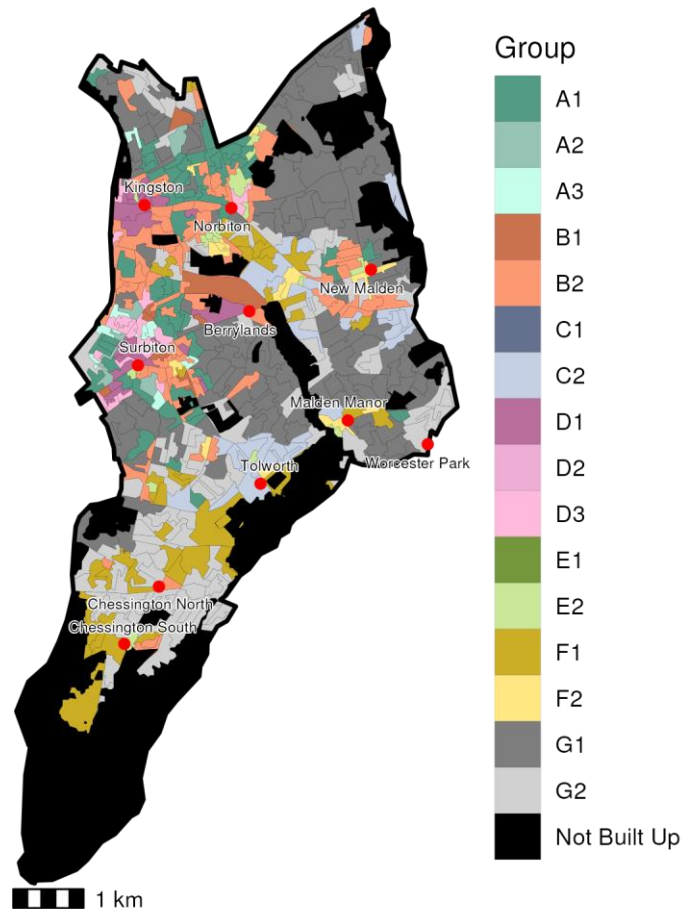 Group
A1
A2
A3
B1
B2
C1
C2
D1
D2
D3
E1
E2
F1
F2
G1
G2
Not Built Up
Kingston
Norbiton
New Malden
Berrylands
Surbiton
Malden Manor
Worcester Park
Tolworth
Chessington North
Chessington South
1 km